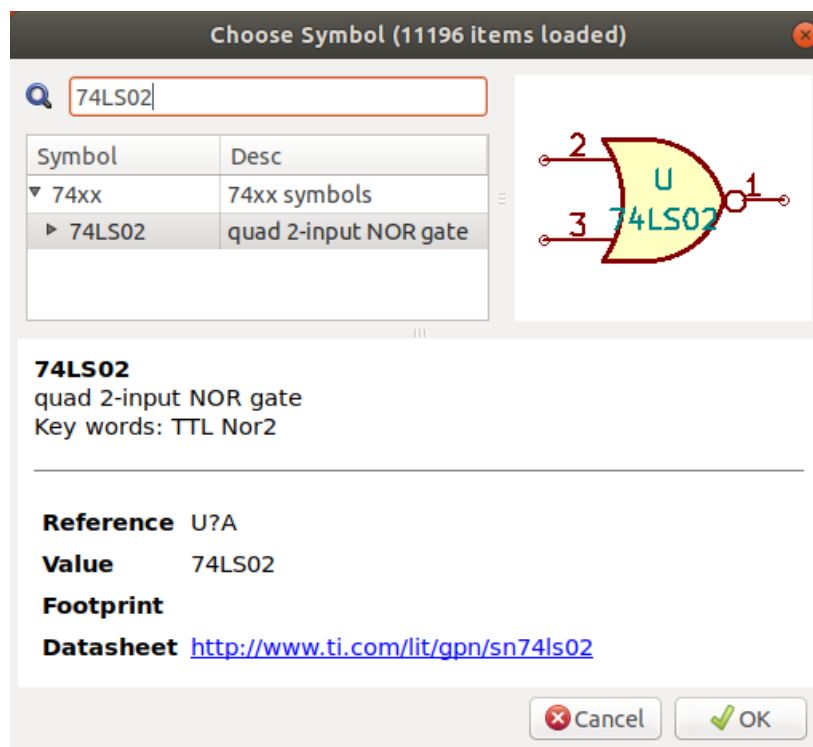 Choose Symbol (11196 items loaded)
74LS02
Symbol Desc
74xx 74xx symbols
74LS02 quad 2-input NOR gate
2
U
1
74LS02
3
74LS02
quad 2-input NOR gate
Key words: TTL Nor2
Reference U?A
Value 74LS02
Footprint
Datasheet http://www.ti.com/lit/gpn/sn74ls02
Cancel OK